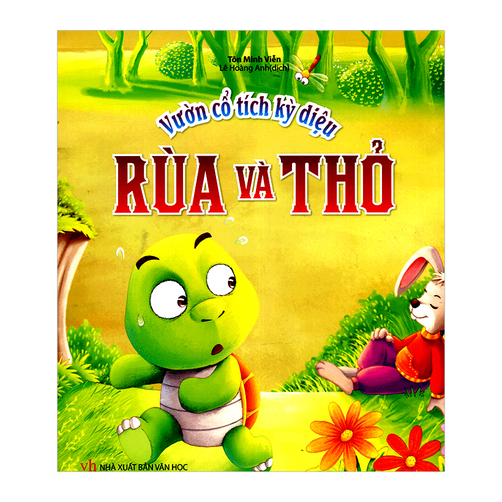 Tôn Minh Viễn
Lê Hoàng Anh(dịch)
Vườn cổ tích kỳ diệu
RÙA VÀ THỎ
vh NHÀ XUẤT BẢN VĂN HỌC